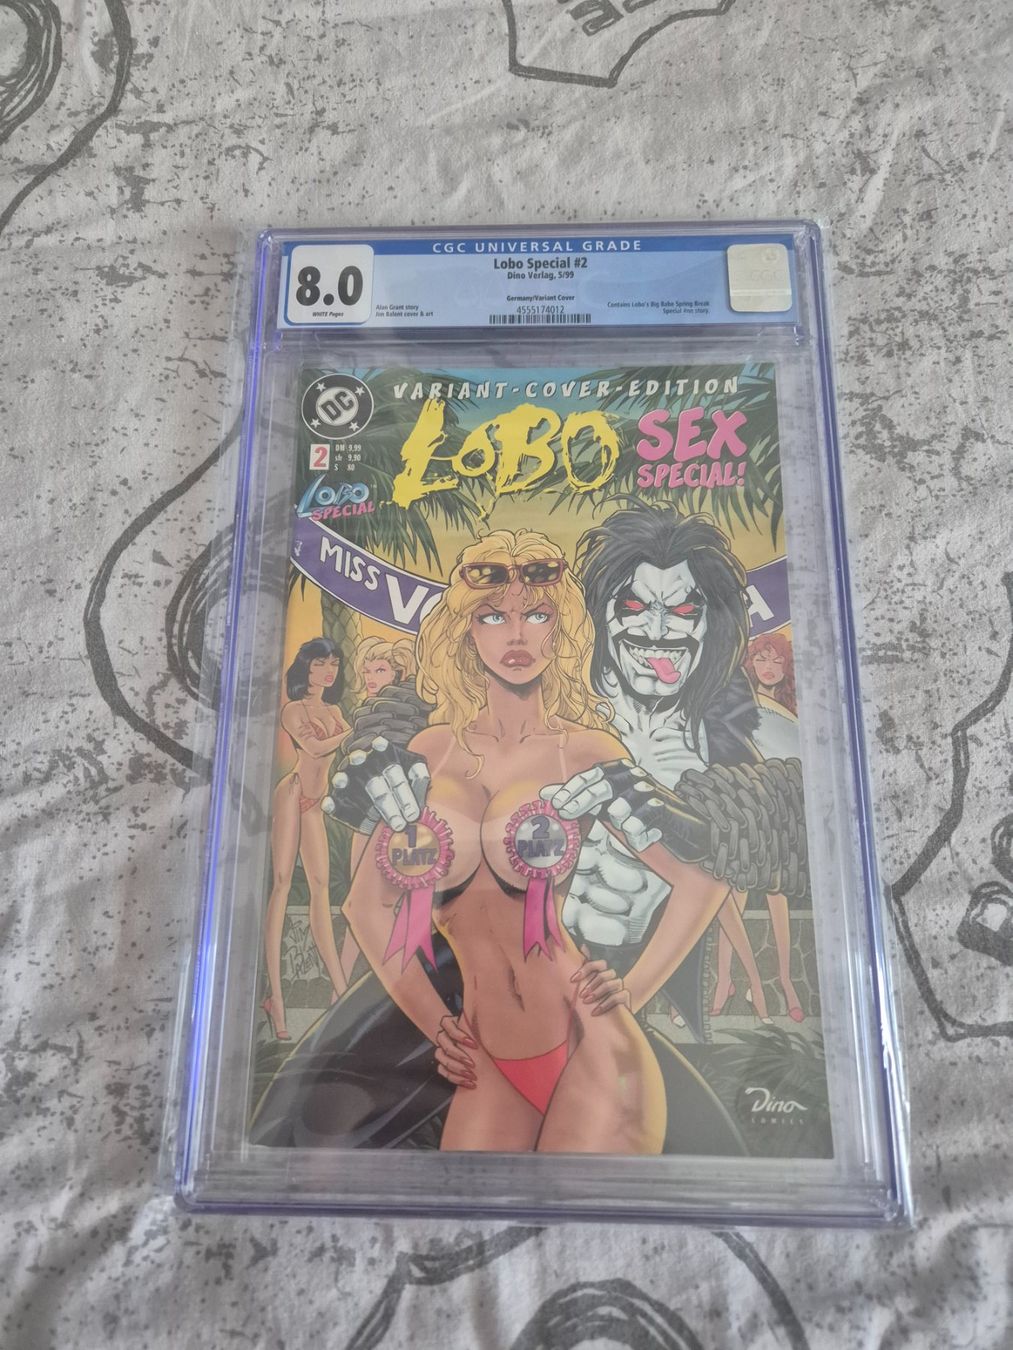 CGC UNIVERSAL GRADE
8.0
WHITE Pages
Lobo Special #2
Dino Verlag, 5/99
Germany/Variant Cover
4555174012
Alan Grant story
Jim Balent cover & art
Contains Lobo's Big Babe Spring Break
Special #nn story.
VARIANT-COVER-EDITION
DC
LOBO
SEX
SPECIAL!
2
DM 9,99
sfr 9,90
S 80
LOBO
SPECIAL
MISS
1
PLATZ
2
PLATZ
Dino
COMICS